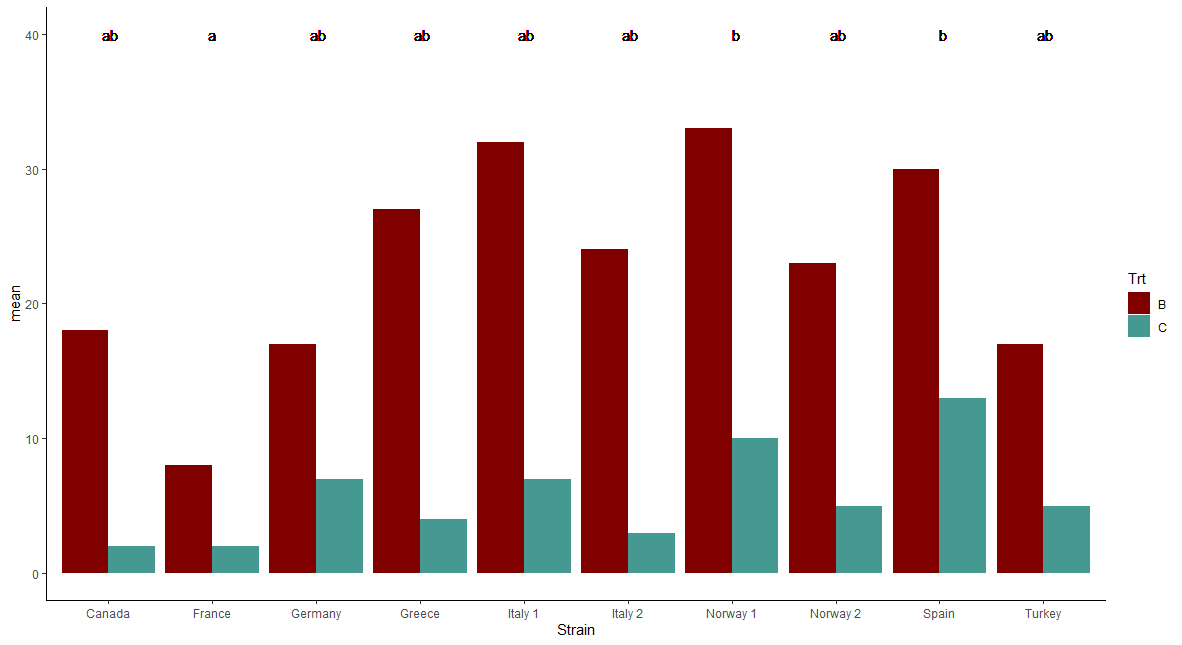 40
ab a ab ab ab ab b ab b ab
30
20
10
0
mean
Canada France Germany Greece Italy 1 Italy 2 Norway 1 Norway 2 Spain Turkey
Strain
Trt
B
C